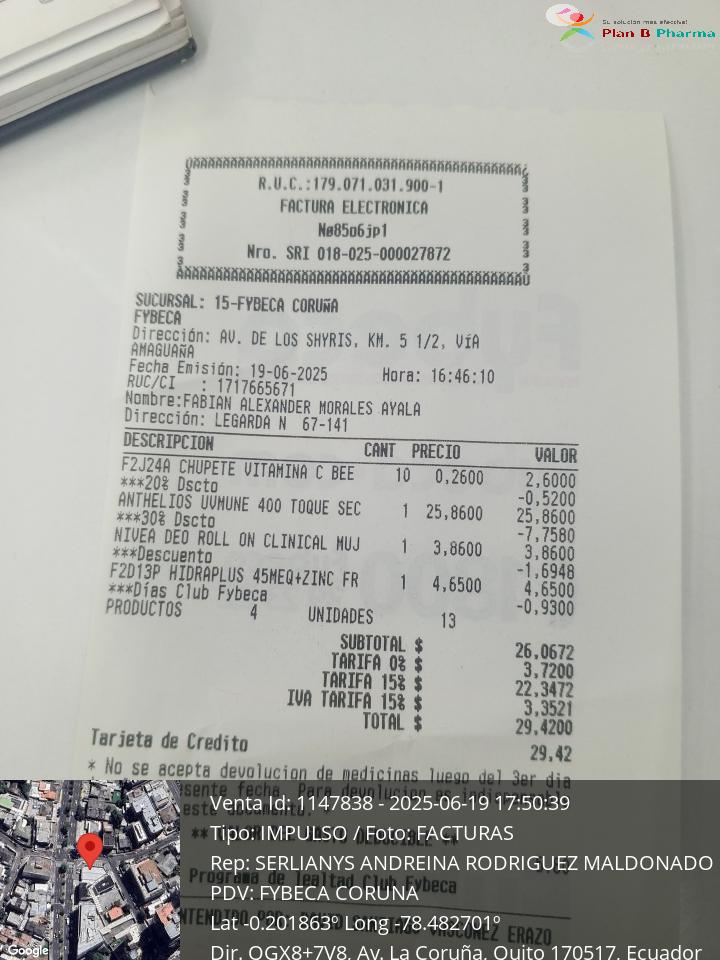 Su solución más efectiva!
Plan B Pharma
R.U.C.:179.071.031.900-1
FACTURA ELECTRONICA
Nø85o6jp1
Nro. SRI 018-025-000027872
SUCURSAL: 15-FYBECA CORUñA
FYBECA
Dirección: AV. DE LOS SHYRIS, KM. 5 1/2, VíA
AMAGUAñA
Fecha Emisión: 19-06-2025 Hora: 16:46:10
RUC/CI : 1717665671
Nombre:FABIAN ALEXANDER MORALES AYALA
Dirección: LEGARDA N 67-141
DESCRIPCION CANT PRECIO VALOR
F2J24A CHUPETE VITAMINA C BEE 10 0,2600 2,6000
***20% Dscto -0,5200
ANTHELIOS UVMUNE 400 TOQUE SEC 1 25,8600 25,8600
***30% Dscto -7,7580
NIVEA DEO ROLL ON CLINICAL MUJ 1 3,8600 3,8600
***Descuento -1,6948
F2D13P HIDRAPLUS 45MEQ+ZINC FR 1 4,6500 4,6500
***Días Club Fybeca -0,9300
PRODUCTOS 4 UNIDADES 13
SUBTOTAL $ 26,0672
TARIFA 0% $ 3,7200
TARIFA 15% $ 22,3472
IVA TARIFA 15% $ 3,3521
TOTAL $ 29,4200
Tarjeta de Credito 29,42
* No se acepta devolucion de medicinas luego del 3er dia
Venta Id: 1147838 - 2025-06-19 17:50:39
Tipo: IMPULSO / Foto: FACTURAS
Rep: SERLIANYS ANDREINA RODRIGUEZ MALDONADO
PDV: FYBECA CORUNA
Programa de lealtad Club Fybeca
Lat -0.201863º Long -78.482701º
Dir. QGX8+7V8, Av. La Coruña, Quito 170517, Ecuador
Google